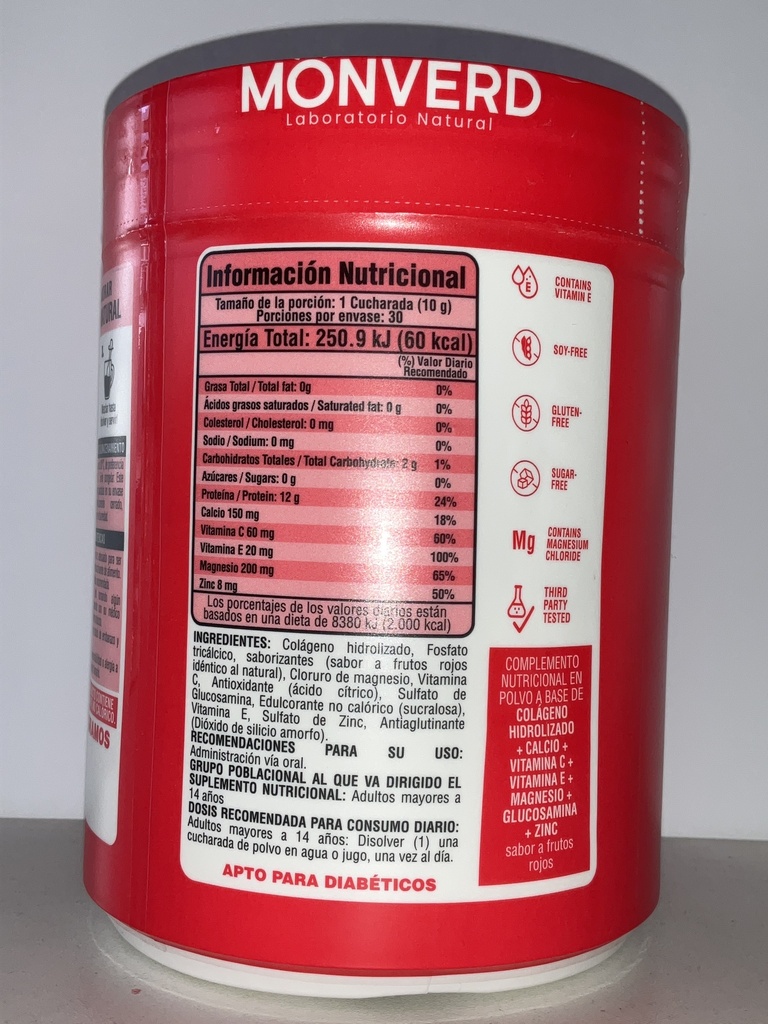 MONVERD
Laboratorio Natural
Información Nutricional
Tamaño de la porción: 1 Cucharada (10 g)
Porciones por envase: 30
Energía Total: 250.9 kJ (60 kcal)
(%) Valor Diario
Recomendado
Grasa Total / Total fat: 0g 0%
Ácidos grasos saturados / Saturated fat: 0 g 0%
Colesterol / Cholesterol: 0 mg 0%
Sodio / Sodium: 0 mg 0%
Carbohidratos Totales / Total Carbohydrate: 2 g 1%
Azúcares / Sugars: 0 g 0%
Proteína / Protein: 12 g 24%
Calcio 150 mg 18%
Vitamina C 60 mg 60%
Vitamina E 20 mg 100%
Magnesio 200 mg 65%
Zinc 8 mg 50%
Los porcentajes de los valores diarios están
basados en una dieta de 8380 kJ (2.000 kcal)
INGREDIENTES: Colágeno hidrolizado, Fosfato
tricálcico, saborizantes (sabor a frutos rojos
idéntico al natural), Cloruro de magnesio, Vitamina
C, Antioxidante (ácido cítrico), Sulfato de
Glucosamina, Edulcorante no calórico (sucralosa),
Vitamina E, Sulfato de Zinc, Antiaglutinante
(Dióxido de silicio amorfo).
RECOMENDACIONES PARA SU USO:
Administración vía oral.
GRUPO POBLACIONAL AL QUE VA DIRIGIDO EL
SUPLEMENTO NUTRICIONAL: Adultos mayores a
14 años
DOSIS RECOMENDADA PARA CONSUMO DIARIO:
Adultos mayores a 14 años: Disolver (1) una
cucharada de polvo en agua o jugo, una vez al día.
APTO PARA DIABÉTICOS
E
CONTAINS
VITAMIN E
SOY-FREE
GLUTEN-
FREE
SUGAR-
FREE
Mg
CONTAINS
MAGNESIUM
CHLORIDE
THIRD
PARTY
TESTED
COMPLEMENTO
NUTRICIONAL EN
POLVO A BASE DE
COLÁGENO
HIDROLIZADO
+ CALCIO +
VITAMINA C +
VITAMINA E +
MAGNESIO +
GLUCOSAMINA
+ ZINC
sabor a frutos
rojos